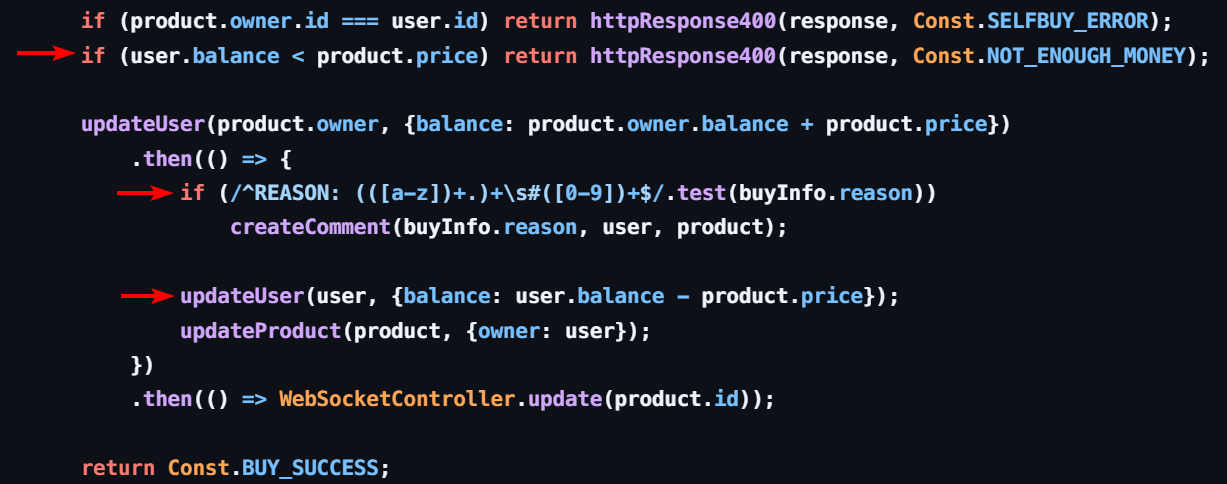 if (product.owner.id === user.id) return httpResponse400(response, Const.SELFBUY_ERROR);
if (user.balance < product.price) return httpResponse400(response, Const.NOT_ENOUGH_MONEY);
updateUser(product.owner, {balance: product.owner.balance + product.price})
.then(() => {
if (/^REASON: (([a-z])+.)+\s#([0-9])+$/.test(buyInfo.reason))
createComment(buyInfo.reason, user, product);
updateUser(user, {balance: user.balance - product.price});
updateProduct(product, {owner: user});
})
.then(() => WebSocketController.update(product.id));
return Const.BUY_SUCCESS;